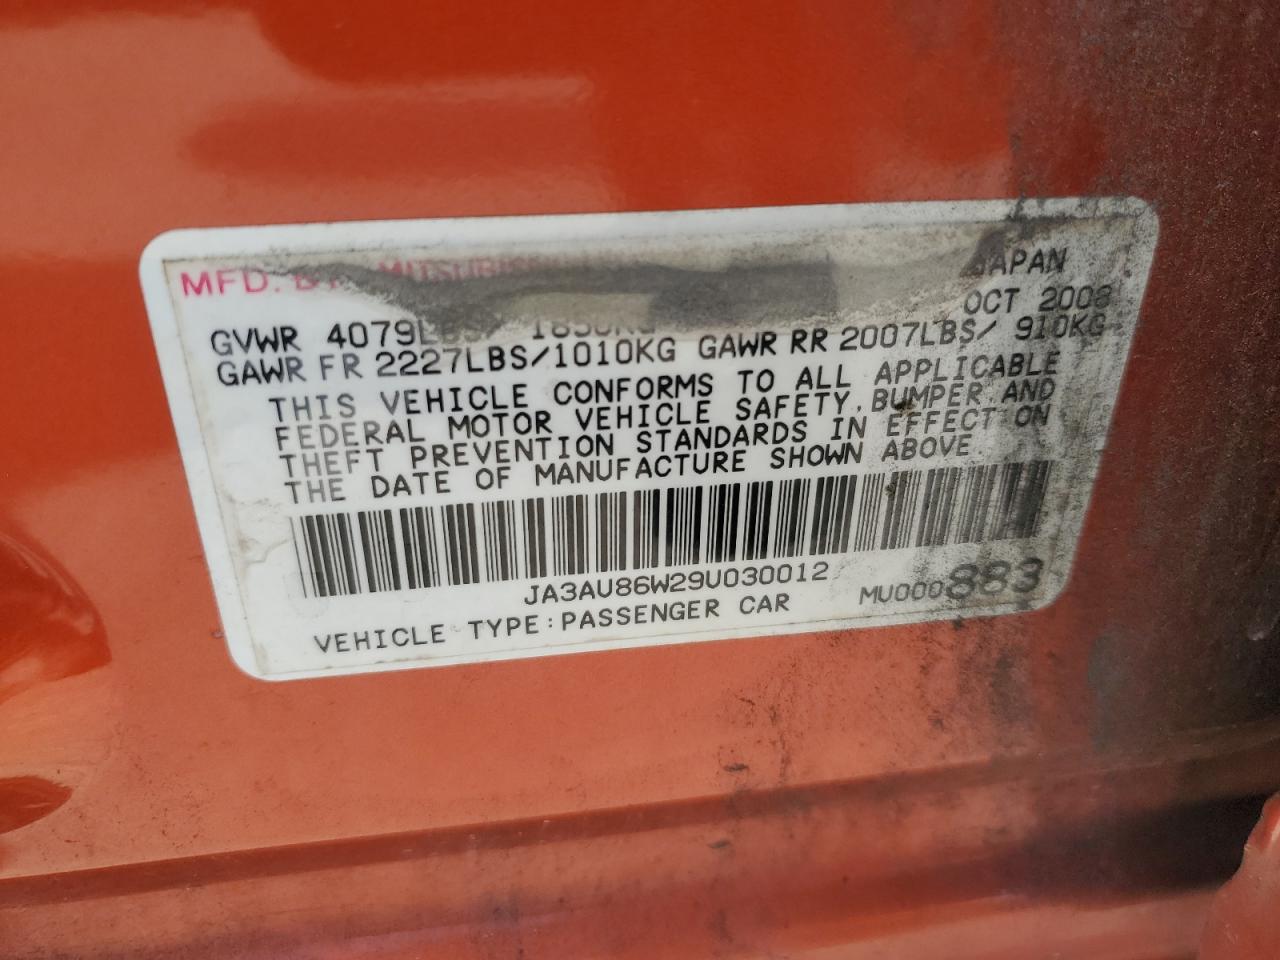 MFD. BY MITSUBISHI JAPAN
OCT 2008
GVWR 4079LBS 1850KG
GAWR FR 2227LBS/1010KG GAWR RR 2007LBS/ 910KG
THIS VEHICLE CONFORMS TO ALL APPLICABLE
FEDERAL MOTOR VEHICLE SAFETY, BUMPER AND
THEFT PREVENTION STANDARDS IN EFFECT ON
THE DATE OF MANUFACTURE SHOWN ABOVE
JA3AU86W29U030012
VEHICLE TYPE:PASSENGER CAR MU000883